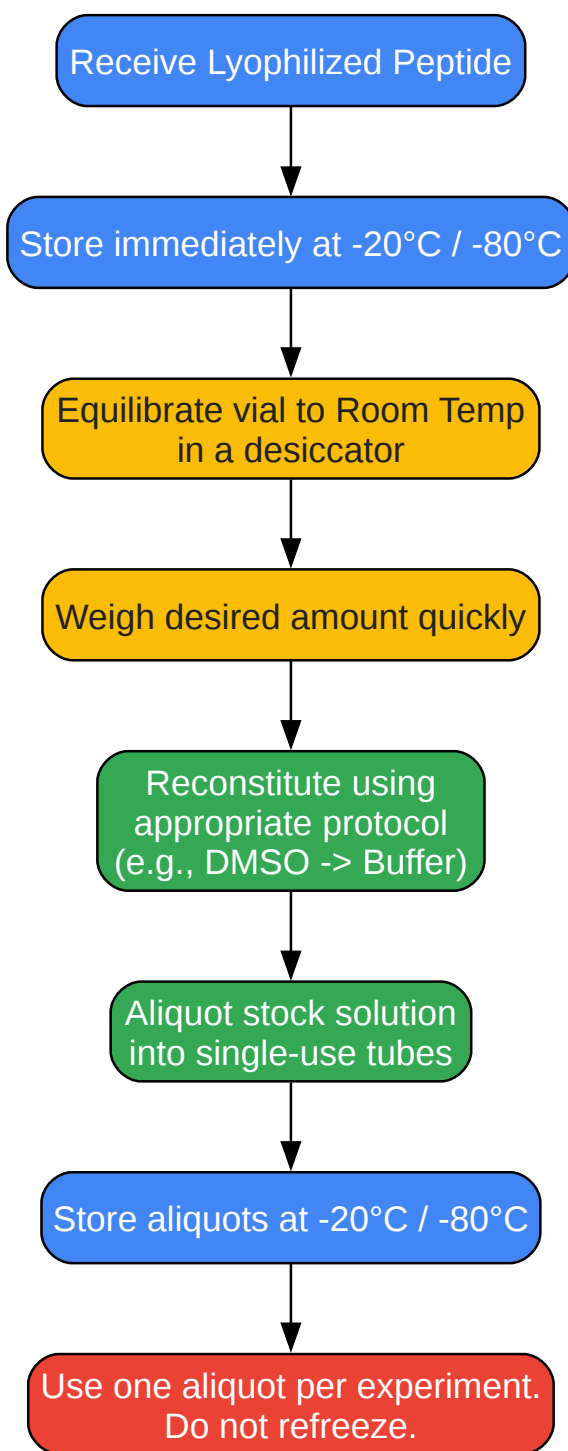 Receive Lyophilized Peptide
Store immediately at -20°C / -80°C
Equilibrate vial to Room Temp
in a desiccator
Weigh desired amount quickly
Reconstitute using
appropriate protocol
(e.g., DMSO -> Buffer)
Aliquot stock solution
into single-use tubes
Store aliquots at -20°C / -80°C
Use one aliquot per experiment.
Do not refreeze.